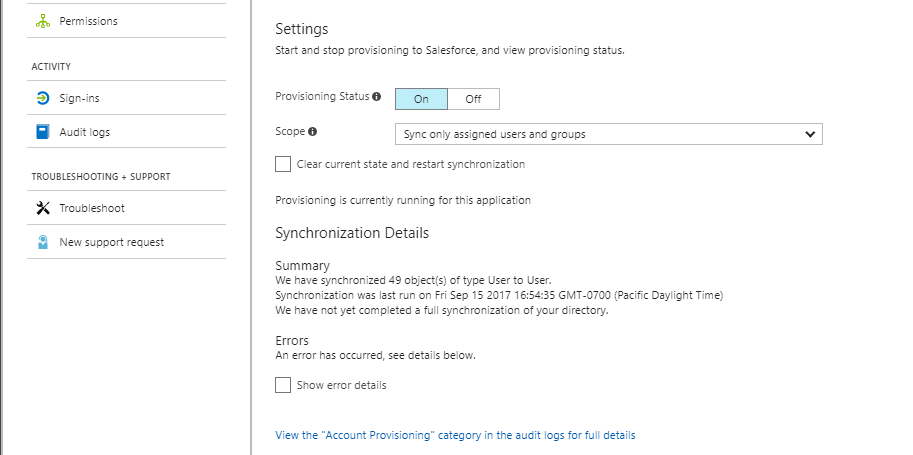 Permissions
ACTIVITY
Sign-ins
Audit logs
TROUBLESHOOTING + SUPPORT
Troubleshoot
New support request
Settings
Start and stop provisioning to Salesforce, and view provisioning status.
Provisioning Status
On Off
Scope
Sync only assigned users and groups
Clear current state and restart synchronization
Provisioning is currently running for this application
Synchronization Details
Summary
We have synchronized 49 object(s) of type User to User.
Synchronization was last run on Fri Sep 15 2017 16:54:35 GMT-0700 (Pacific Daylight Time)
We have not yet completed a full synchronization of your directory.
Errors
An error has occurred, see details below.
Show error details
View the "Account Provisioning" category in the audit logs for full details